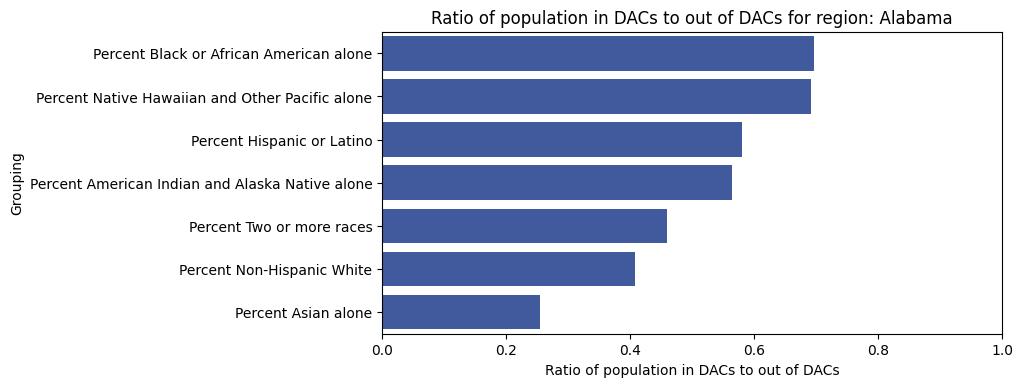 Ratio of population in DACs to out of DACs for region: Alabama
Grouping
Percent Black or African American alone
Percent Native Hawaiian and Other Pacific alone
Percent Hispanic or Latino
Percent American Indian and Alaska Native alone
Percent Two or more races
Percent Non-Hispanic White
Percent Asian alone
0.0 0.2 0.4 0.6 0.8 1.0
Ratio of population in DACs to out of DACs